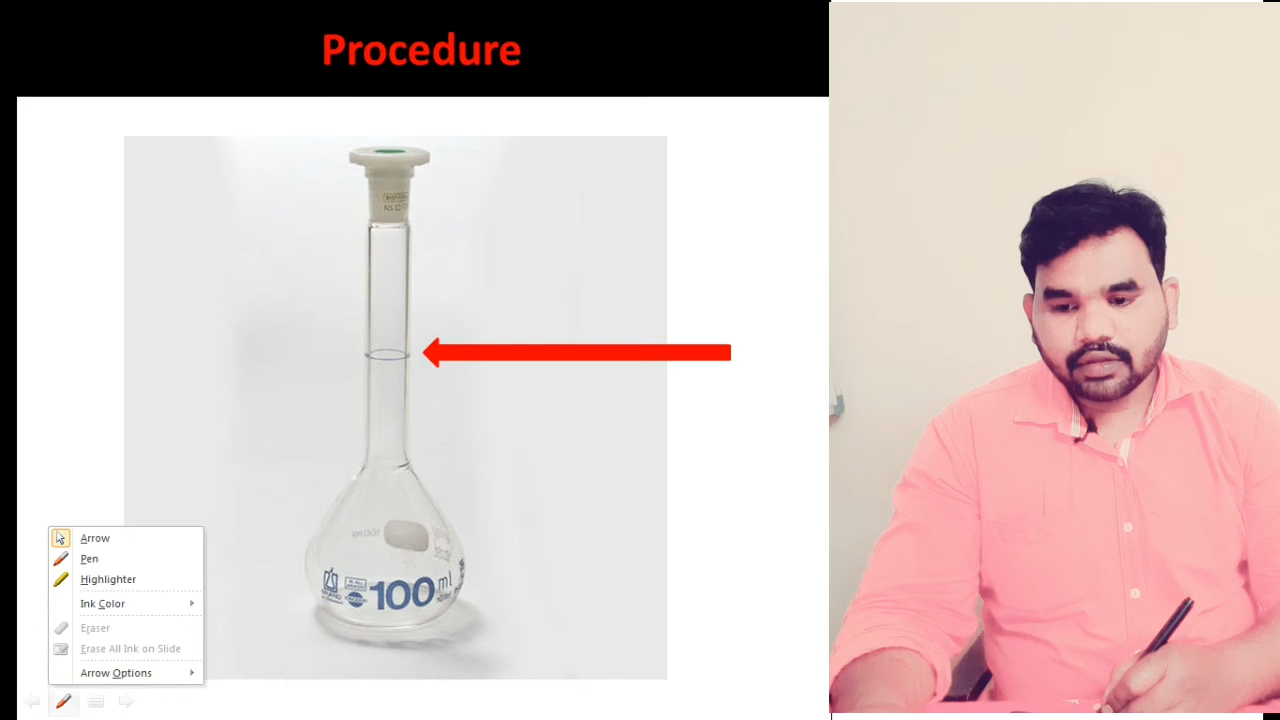 Procedure
100 ml
Arrow
Pen
Highlighter
Ink Color
Eraser
Erase All Ink on Slide
Arrow Options